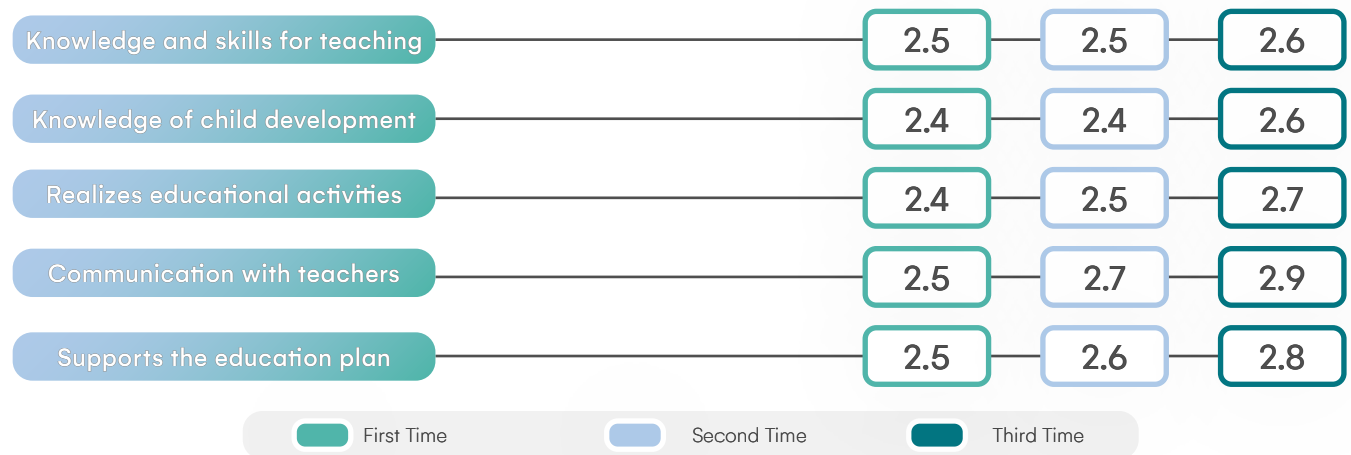 Knowledge and skills for teaching 2.5 2.5 2.6
Knowledge of child development 2.4 2.4 2.6
Realizes educational activities 2.4 2.5 2.7
Communication with teachers 2.5 2.7 2.9
Supports the education plan 2.5 2.6 2.8
First Time Second Time Third Time